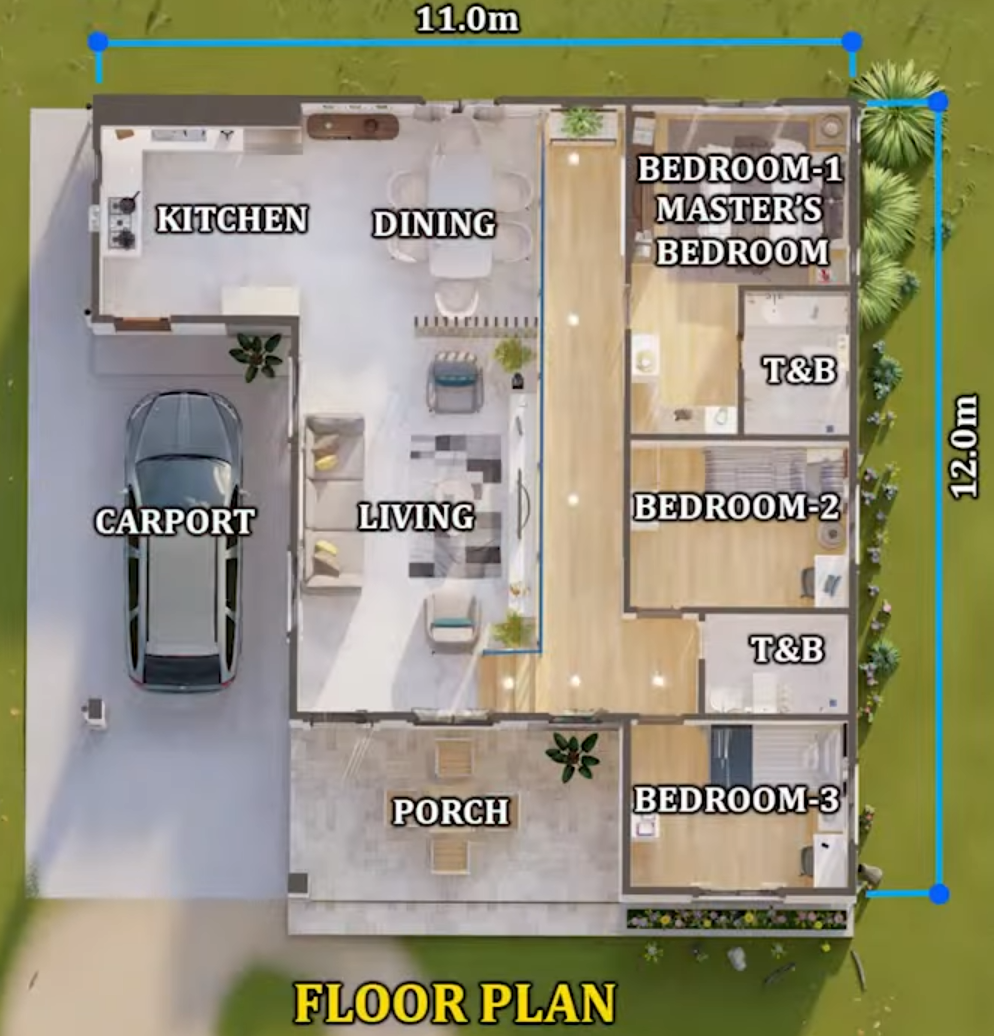 11.0m
BEDROOM-1
MASTER'S
BEDROOM
KITCHEN
DINING
T&B
12.0m
BEDROOM-2
CARPORT
LIVING
T&B
PORCH
BEDROOM-3
FLOOR PLAN